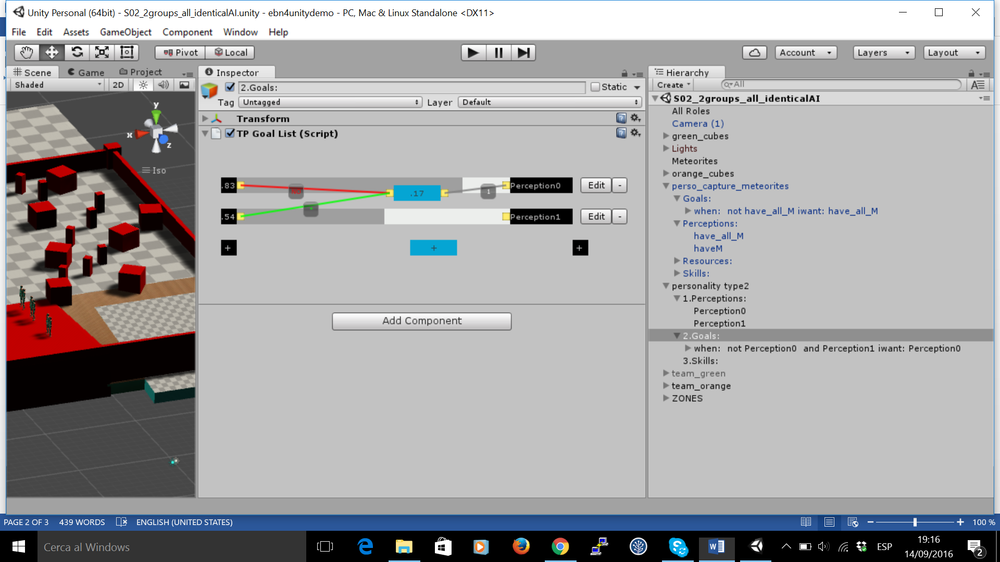 Unity Personal (64bit) - S02_2groups_all_identicalAI.unity - ebn4unitydemo - PC, Mac & Linux Standalone <DX11>
File Edit Assets GameObject Component Window Help
Pivot Local Account Layers Layout
Scene Game Project
Shaded 2D
y
x
z
Iso
Inspector
2.Goals: Static
Tag Untagged Layer Default
Transform
TP Goal List (Script)
.83 NO .17 1 Perception0 Edit -
.54 Perception1 Edit -
+ + +
Add Component
Hierarchy
Create All
S02_2groups_all_identicalAI
All Roles
Camera (1)
green_cubes
Lights
Meteorites
orange_cubes
perso_capture_meteorites
Goals:
when: not have_all_M iwant: have_all_M
Perceptions:
have_all_M
haveM
Resources:
Skills:
personality type2
1.Perceptions:
Perception0
Perception1
2.Goals:
when: not Perception0 and Perception1 iwant: Perception0
3.Skills:
team_green
team_orange
ZONES
PAGE 2 OF 3 439 WORDS ENGLISH (UNITED STATES) 100 %
Cerca al Windows
ESP
19:16
14/09/2016
2